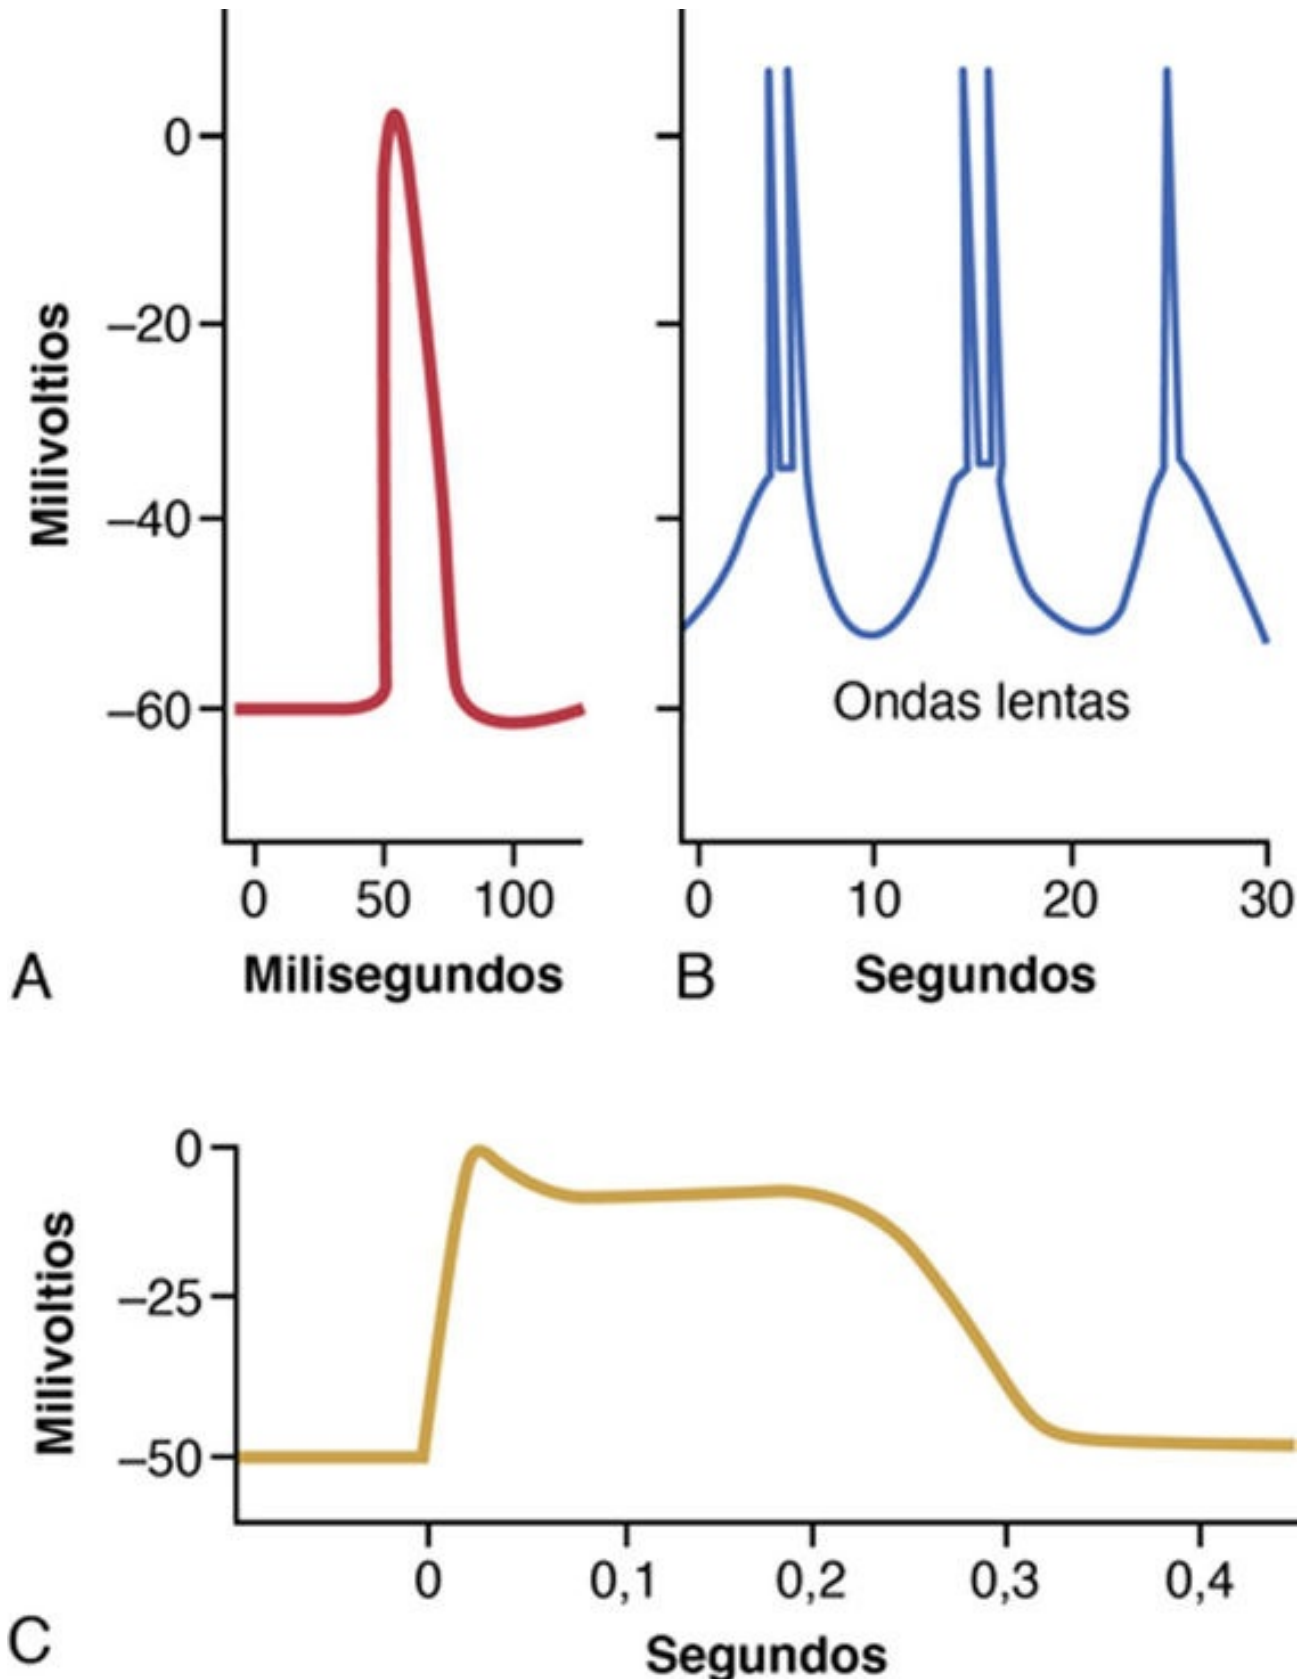 0
–20
–40
–60
Milivoltios
0 50 100
Milisegundos
A
Ondas lentas
0 10 20 30
Segundos
B
0
–25
–50
Milivoltios
0 0,1 0,2 0,3 0,4
Segundos
C